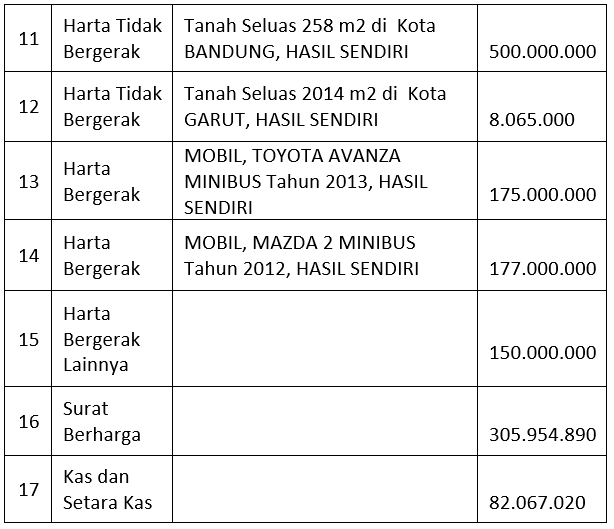 11
Harta Tidak
Bergerak
Tanah Seluas 258 m2 di  Kota
BANDUNG, HASIL SENDIRI
500.000.000
12
Harta Tidak
Bergerak
Tanah Seluas 2014 m2 di  Kota
GARUT, HASIL SENDIRI
8.065.000
13
Harta
Bergerak
MOBIL, TOYOTA AVANZA
MINIBUS Tahun 2013, HASIL
SENDIRI
175.000.000
14
Harta
Bergerak
MOBIL, MAZDA 2 MINIBUS
Tahun 2012, HASIL SENDIRI
177.000.000
15
Harta
Bergerak
Lainnya
150.000.000
16
Surat
Berharga
305.954.890
17
Kas dan
Setara Kas
82.067.020